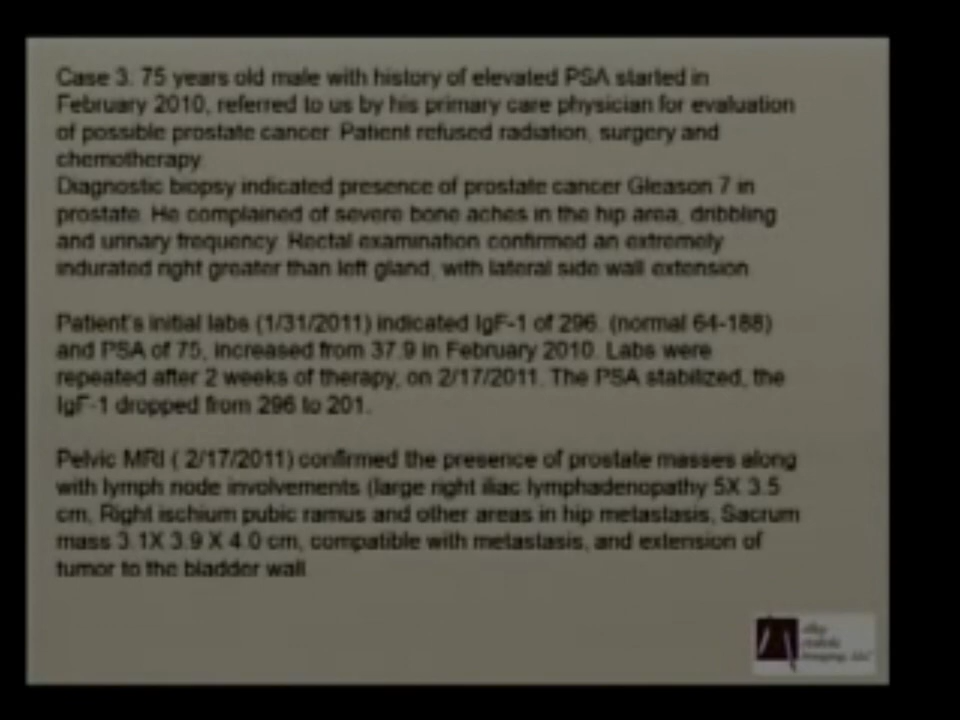 Case 3. 75 years old male with history of elevated PSA started in
February 2010, referred to us by his primary care physician for evaluation
of possible prostate cancer. Patient refused radiation, surgery and
chemotherapy.
Diagnostic biopsy indicated presence of prostate cancer Gleason 7 in
prostate. He complained of severe bone aches in the hip area, dribbling
and urinary frequency. Rectal examination confirmed an extremely
indurated right greater than left gland, with lateral side wall extension.
Patient's initial labs (1/31/2011) indicated IgF-1 of 296. (normal 64-188)
and PSA of 75, increased from 37.9 in February 2010. Labs were
repeated after 2 weeks of therapy, on 2/17/2011. The PSA stabilized, the
IgF-1 dropped from 296 to 201.
Pelvic MRI ( 2/17/2011) confirmed the presence of prostate masses along
with lymph node involvements (large right iliac lymphadenopathy 5X 3.5
cm, Right ischium pubic ramus and other areas in hip metastasis, Sacrum
mass 3.1X 3.9 X 4.0 cm, compatible with metastasis, and extension of
tumor to the bladder wall.